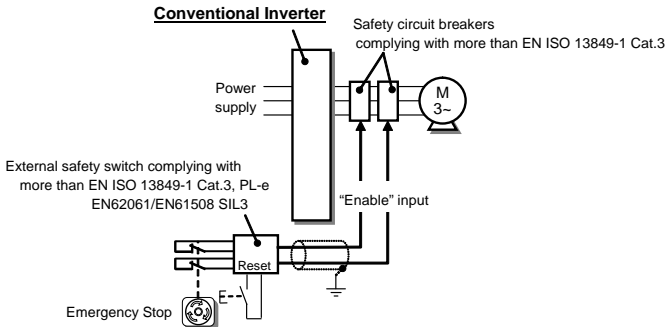 Conventional Inverter
Safety circuit breakers
complying with more than EN ISO 13849-1 Cat.3
Power
supply
M
3~
External safety switch complying with
more than EN ISO 13849-1 Cat.3, PL-e
EN62061/EN61508 SIL3
“Enable” input
Reset
Emergency Stop